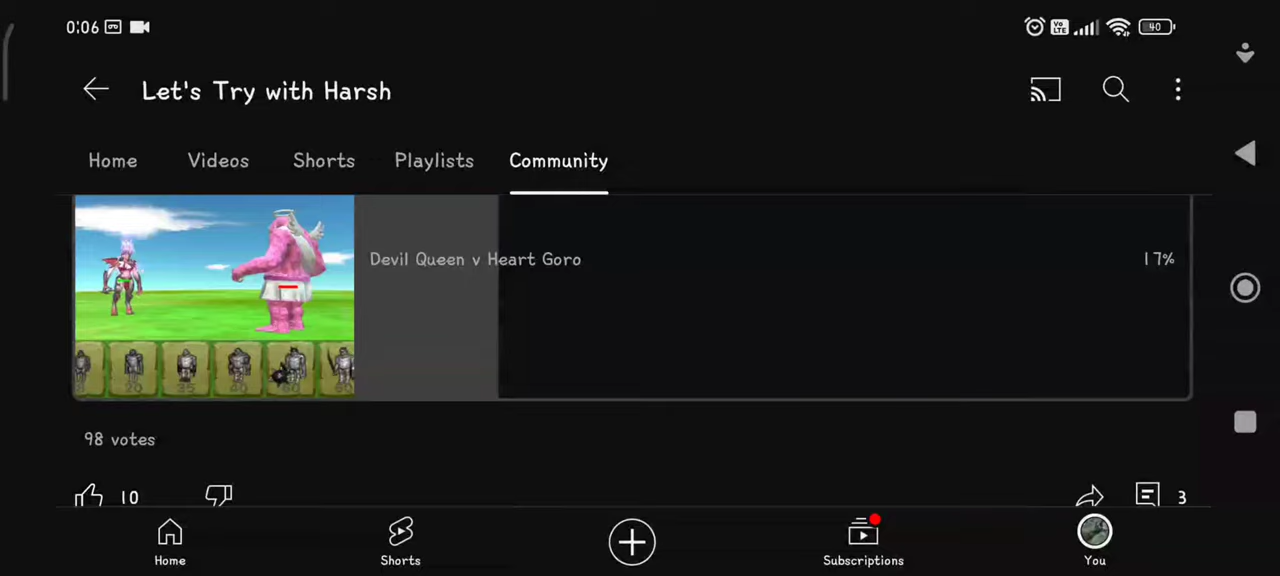 0:06
40
Let's Try with Harsh
Home Videos Shorts Playlists Community
Devil Queen v Heart Goro 17%
98 votes
10 3
Home Shorts Subscriptions You